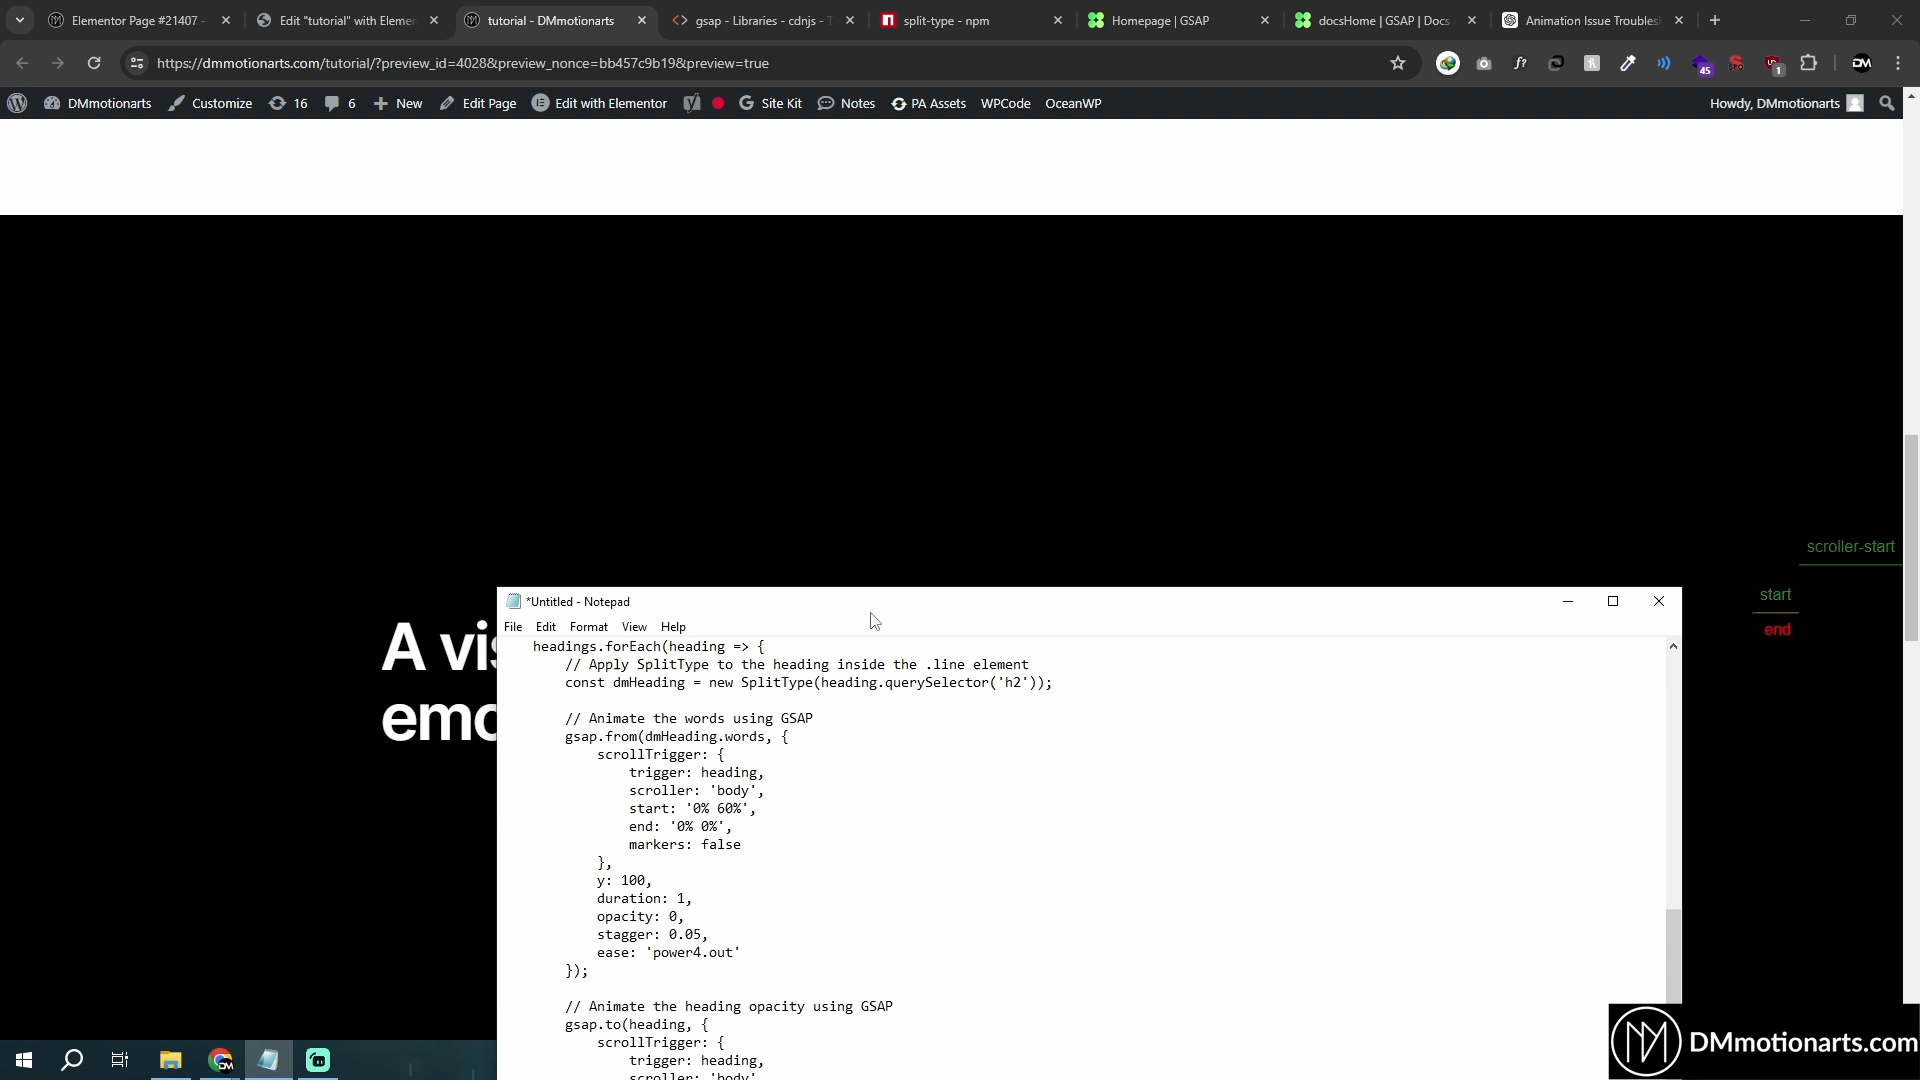 Elementor Page #21407 -
Edit "tutorial" with Elemen
tutorial - DMmotionarts
gsap - Libraries - cdnjs - T
split-type - npm
Homepage | GSAP
docsHome | GSAP | Docs
Animation Issue Troubles
https://dmmotionarts.com/tutorial/?preview_id=4028&preview_nonce=bb457c9b19&preview=true
45
1
DM
DMmotionarts
Customize
16
6
New
Edit Page
Edit with Elementor
Site Kit
Notes
PA Assets
WPCode
OceanWP
Howdy, DMmotionarts
scroller-start
start
end
A vis
emo
*Untitled - Notepad
File Edit Format View Help
headings.forEach(heading => {
// Apply SplitType to the heading inside the .line element
const dmHeading = new SplitType(heading.querySelector('h2'));
// Animate the words using GSAP
gsap.from(dmHeading.words, {
scrollTrigger: {
trigger: heading,
scroller: 'body',
start: '0% 60%',
end: '0% 0%',
markers: false
},
y: 100,
duration: 1,
opacity: 0,
stagger: 0.05,
ease: 'power4.out'
});
// Animate the heading opacity using GSAP
gsap.to(heading, {
scrollTrigger: {
trigger: heading,
scroller: 'body'
DMmotionarts.com